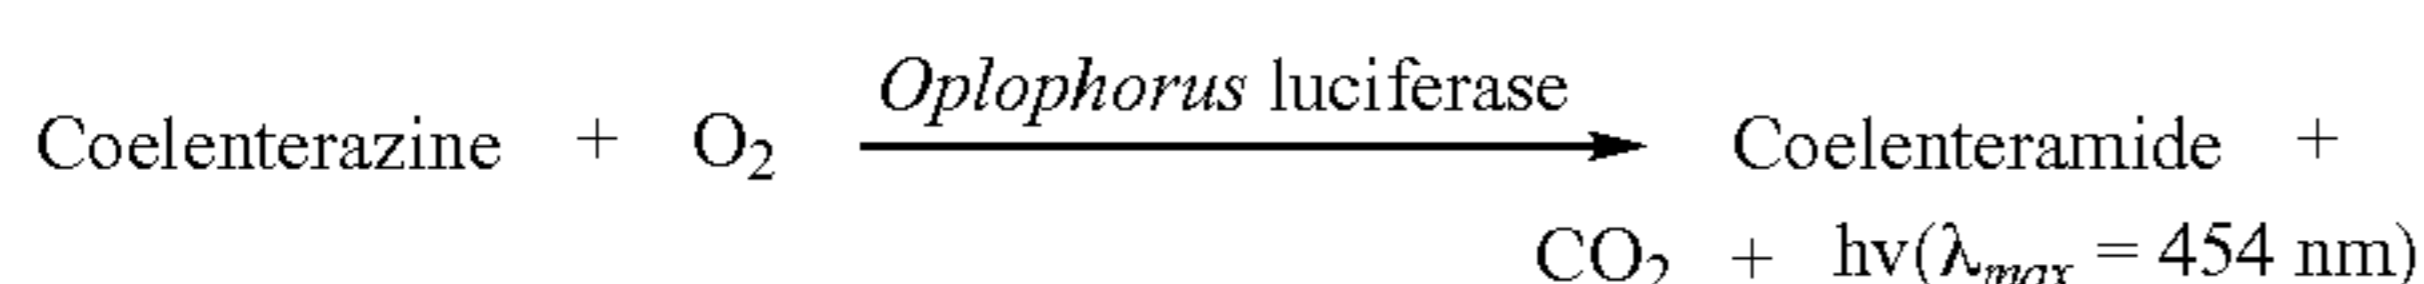 Oplophorus luciferase
Coelenterazine + O₂ Coelenteramide +
CO₂ + hv(λmax = 454 nm)